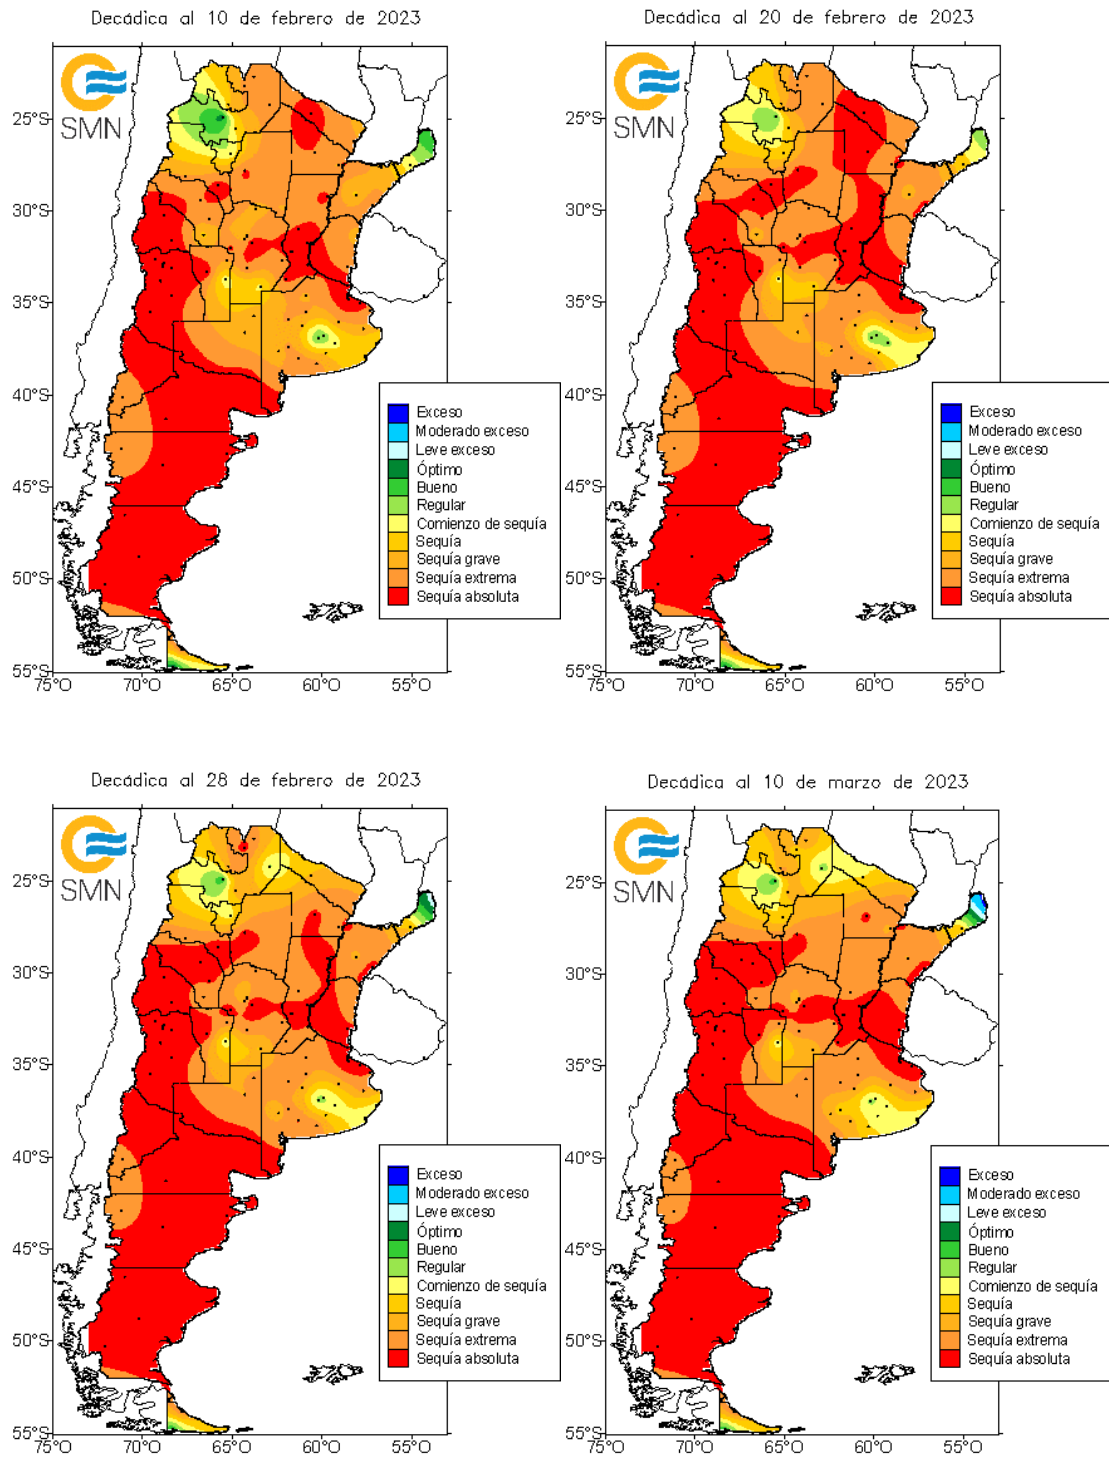 Decádica al 10 de febrero de 2023
SMN
25°S
30°S
35°S
40°S
45°S
50°S
55°S
75°O 70°O 65°O 60°O 55°O
Exceso
Moderado exceso
Leve exceso
Óptimo
Bueno
Regular
Comienzo de sequía
Sequía
Sequía grave
Sequía extrema
Sequía absoluta
Decádica al 20 de febrero de 2023
SMN
25°S
30°S
35°S
40°S
45°S
50°S
55°S
75°O 70°O 65°O 60°O 55°O
Exceso
Moderado exceso
Leve exceso
Óptimo
Bueno
Regular
Comienzo de sequía
Sequía
Sequía grave
Sequía extrema
Sequía absoluta
Decádica al 28 de febrero de 2023
SMN
25°S
30°S
35°S
40°S
45°S
50°S
55°S
75°O 70°O 65°O 60°O 55°O
Exceso
Moderado exceso
Leve exceso
Óptimo
Bueno
Regular
Comienzo de sequía
Sequía
Sequía grave
Sequía extrema
Sequía absoluta
Decádica al 10 de marzo de 2023
SMN
25°S
30°S
35°S
40°S
45°S
50°S
55°S
75°O 70°O 65°O 60°O 55°O
Exceso
Moderado exceso
Leve exceso
Óptimo
Bueno
Regular
Comienzo de sequía
Sequía
Sequía grave
Sequía extrema
Sequía absoluta